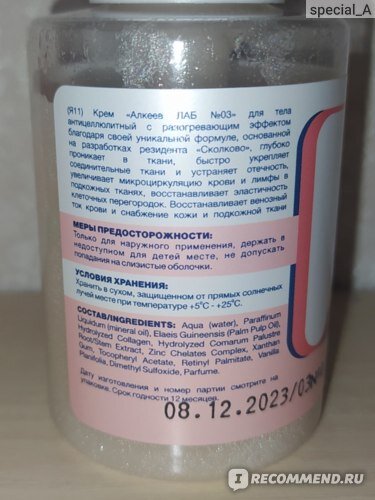 special_A
(Я11) Крем «Алкеев ЛАБ №03» для тела
антицеллюлитный с разогревающим эффектом
благодаря своей уникальной формуле, основанной
на разработках резидента «Сколково», глубоко
проникает в ткани, быстро укрепляет
соединительные ткани и устраняет отечность,
увеличивает микроциркуляцию крови и лимфы в
подкожных тканях, восстанавливает эластичность
клеточных перегородок. Восстанавливает венозный
ток крови и снабжение кожи и подкожной ткани
МЕРЫ ПРЕДОСТОРОЖНОСТИ:
Только для наружного применения, держать в
недоступном для детей месте, не допускать
попадания на слизистые оболочки.
УСЛОВИЯ ХРАНЕНИЯ:
Хранить в сухом, защищенном от прямых солнечных
лучей месте при температуре +5°C - +25°C.
СОСТАВ/INGREDIENTS: Aqua (water), Paraffinum
Liquidum (mineral oil), Elaeis Guineensis (Palm Pulp Oil),
Hydrolyzed Collagen, Hydrolyzed Comarum Palustre
Root/Stem Extract, Zinc Chelates Complex, Xanthan
Gum, Tocopheryl Acetate, Retinyl Palmitate, Vanilla
Planifolia, Dimethyl Sulfoxide, Parfume.
Дату изготовления и номер партии смотрите на
упаковке. Срок годности 12 месяцев.
08.12.2023/03
IRECOMMEND.RU